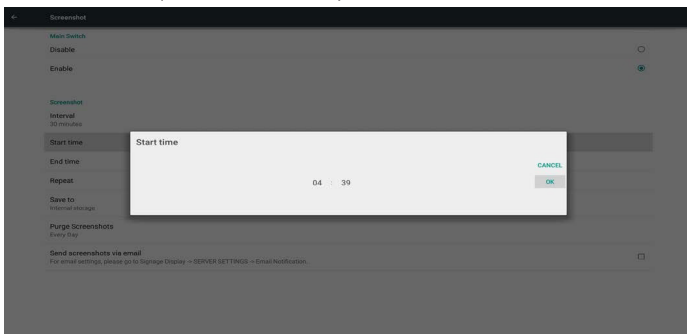 ← Screenshot
Main Switch
Disable
Enable
Screenshot
Interval
30 minutes
Start time
Start time
04 : 39
CANCEL
OK
End time
Repeat
Save to
Internal storage
Purge Screenshots
Every Day
Send screenshots via email
For email settings, please go to Signage Display -> SERVER SETTINGS -> Email Notification.